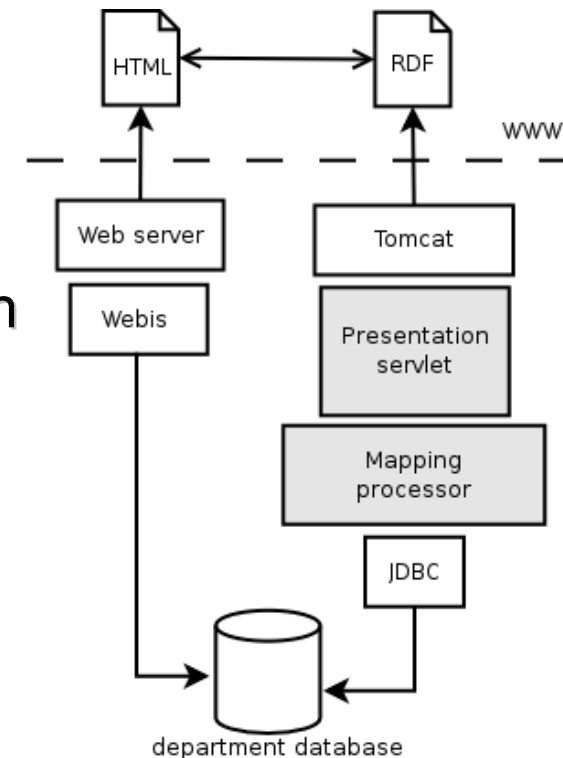 HTML
RDF
WWW
Web server
Tomcat
Webis
Presentation
servlet
Mapping
processor
JDBC
department database